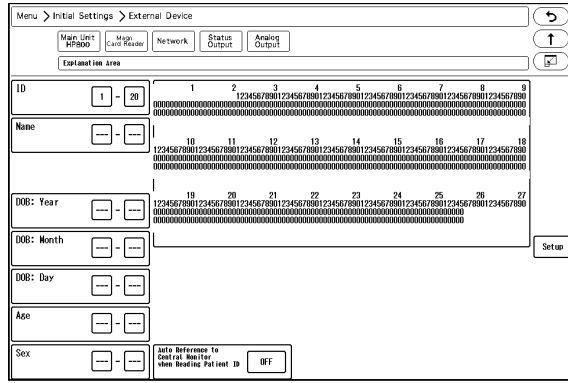 Menu > Initial Settings > External Device
Main Unit HP800
Magn. Card Reader
Network
Status Output
Analog Output
Explanation Area
ID
1 - 20
Name
--- - ---
DOB: Year
--- - ---
DOB: Month
--- - ---
DOB: Day
--- - ---
Age
--- - ---
Sex
--- - ---
1 2 3 4 5 6 7 8 9
10 11 12 13 14 15 16 17 18
19 20 21 22 23 24 25 26 27
Setup
Auto Reference to
Central Monitor
when Reading Patient ID
OFF